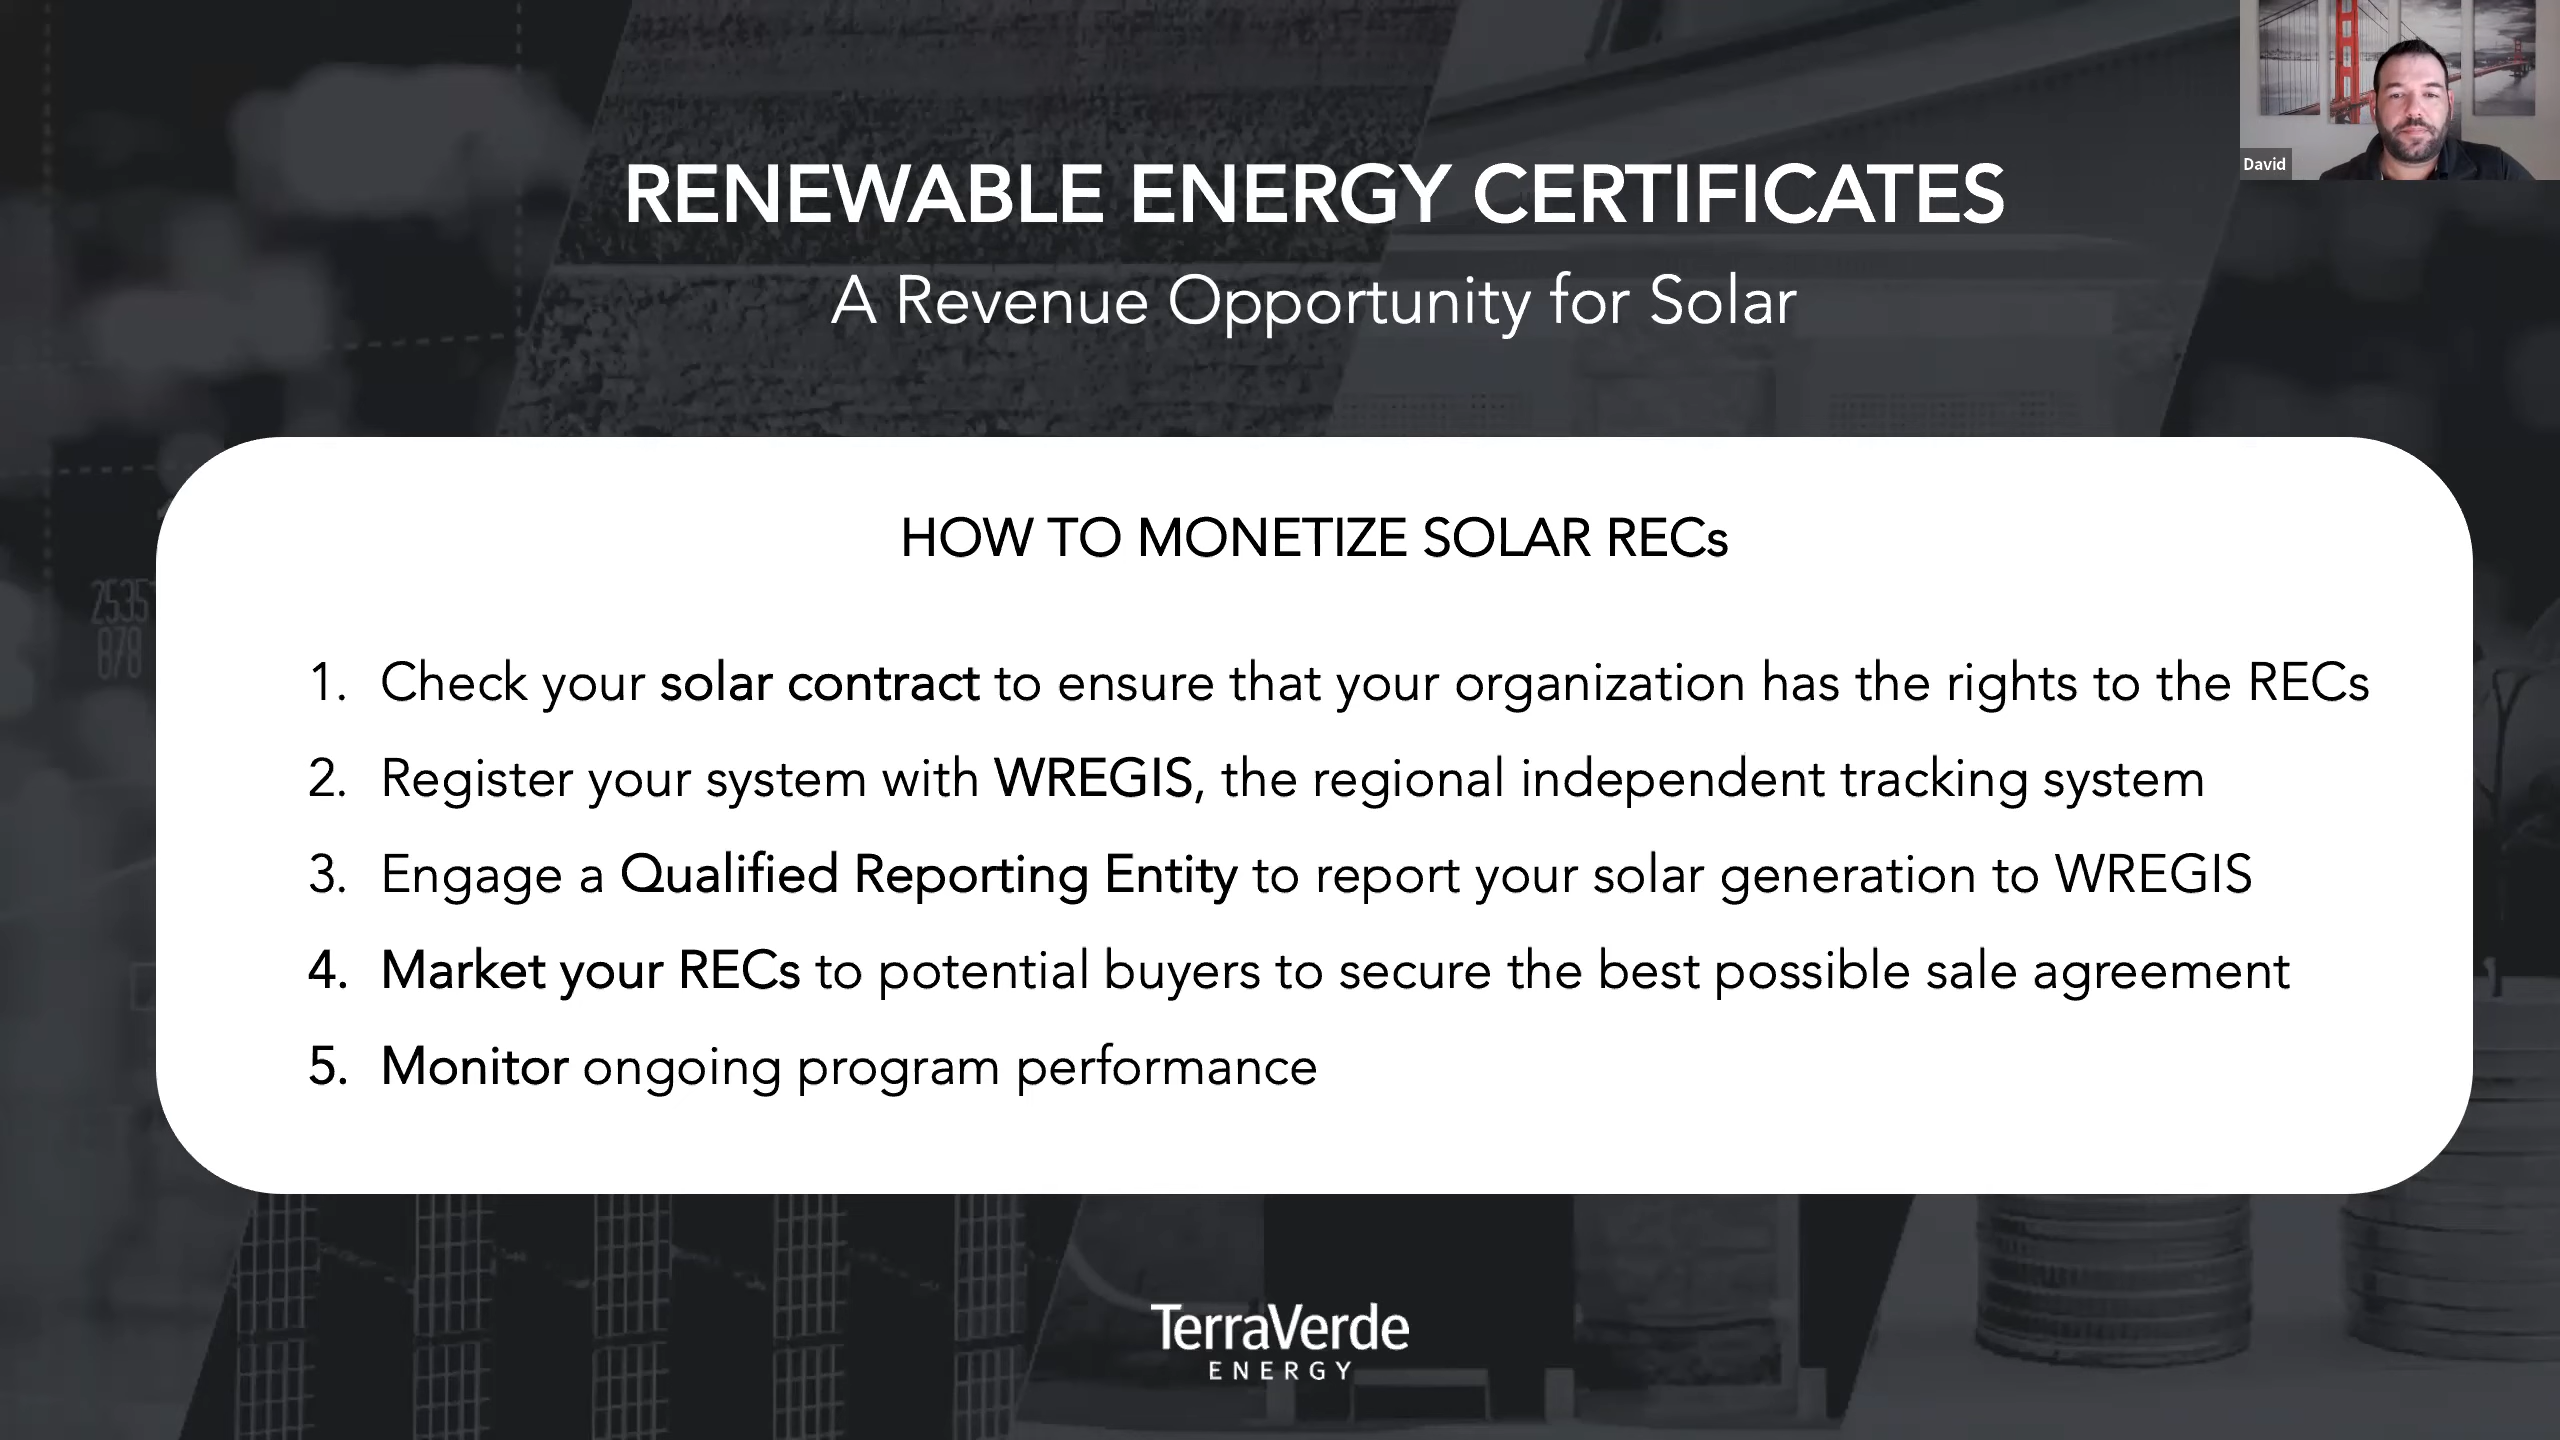 David
RENEWABLE ENERGY CERTIFICATES
A Revenue Opportunity for Solar
HOW TO MONETIZE SOLAR RECs
1. Check your solar contract to ensure that your organization has the rights to the RECs
2. Register your system with WREGIS, the regional independent tracking system
3. Engage a Qualified Reporting Entity to report your solar generation to WREGIS
4. Market your RECs to potential buyers to secure the best possible sale agreement
5. Monitor ongoing program performance
2535
878
TerraVerde
ENERGY